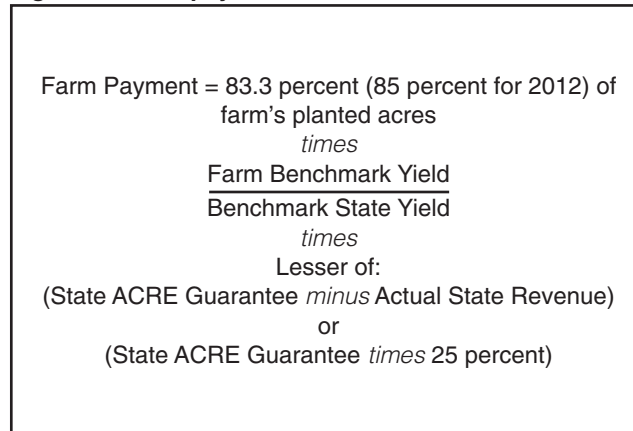 Farm Payment = 83.3 percent (85 percent for 2012) of
farm's planted acres
times
Farm Benchmark Yield
Benchmark State Yield
times
Lesser of:
(State ACRE Guarantee minus Actual State Revenue)
or
(State ACRE Guarantee times 25 percent)